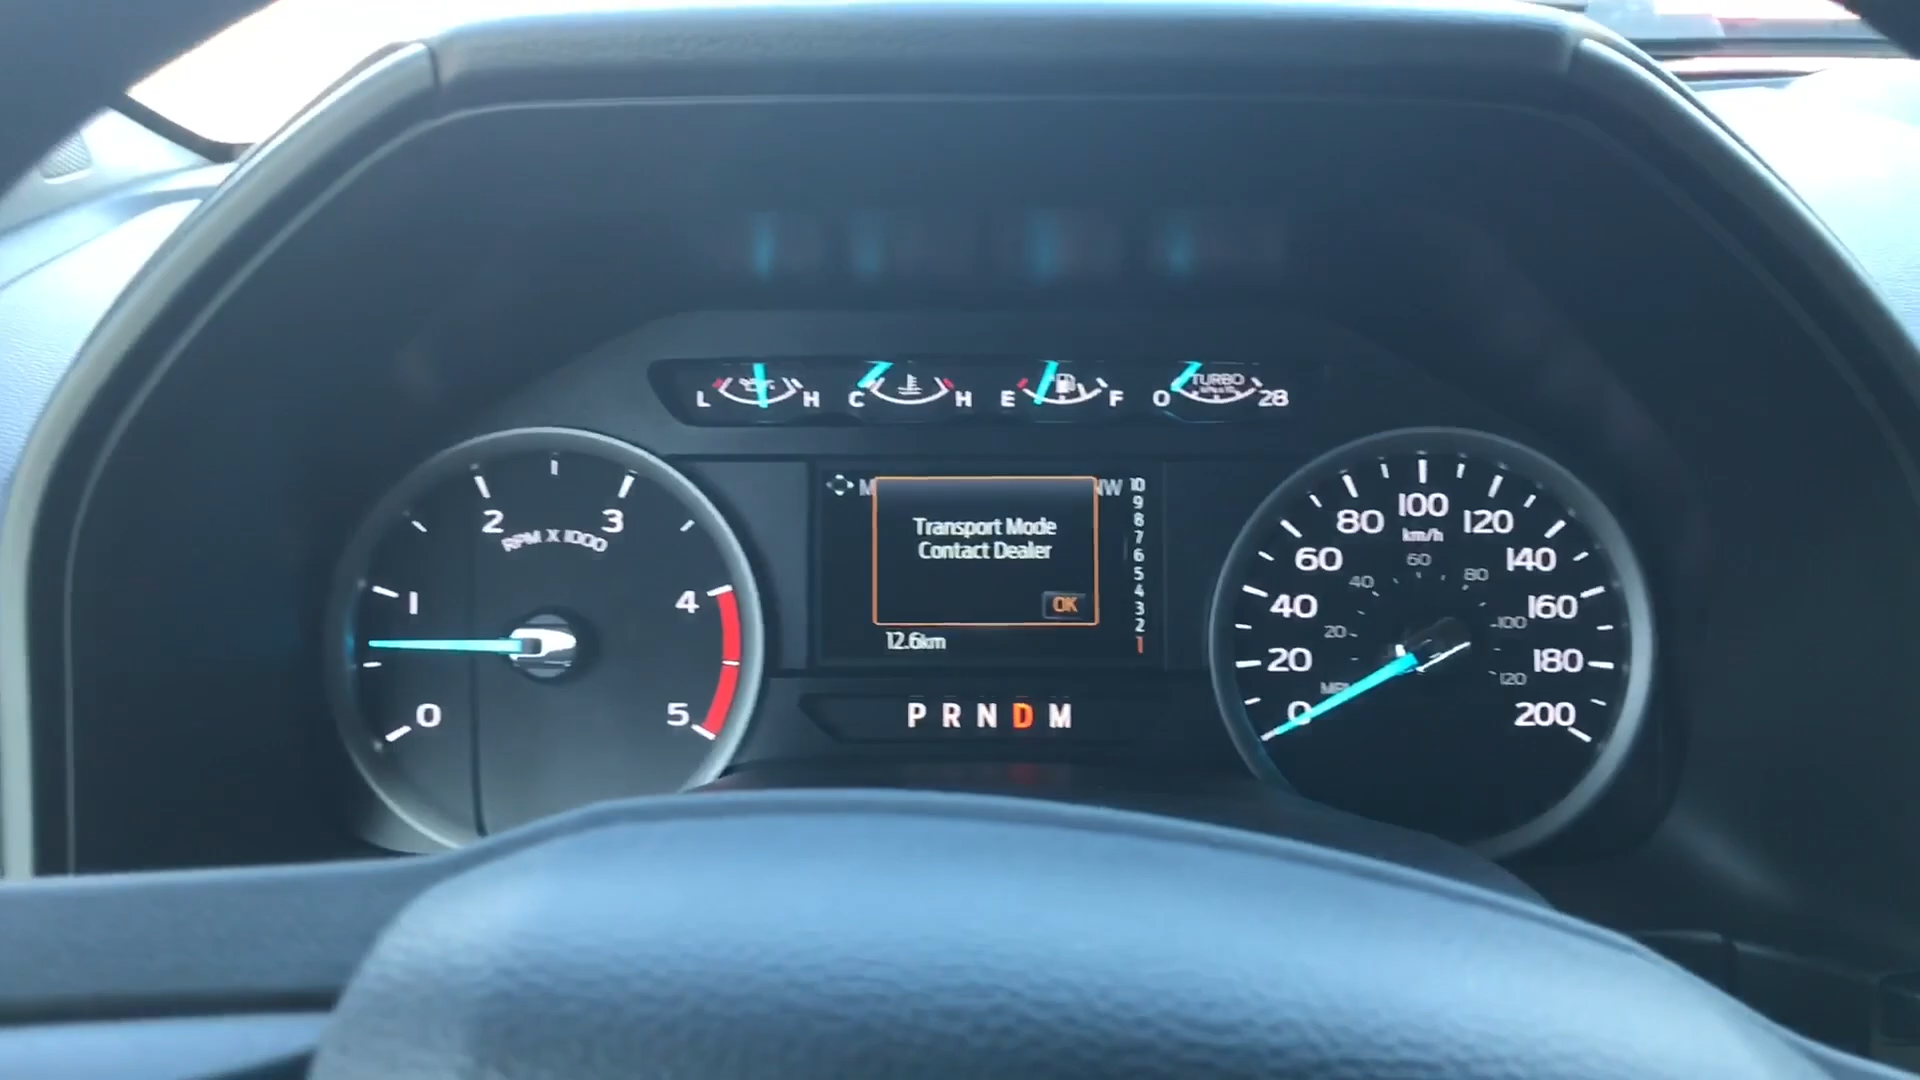 L H C H E F O TURBO 28
2 3
RPM X 1000
1 4
0 5
NW
Transport Mode
Contact Dealer
OK
12.6km
10
9
8
7
6
5
4
3
2
1
P R N D M
80 100 120
km/h
60 140
40 160
20 180
0 200
60
40 80
20 100
MPH 120